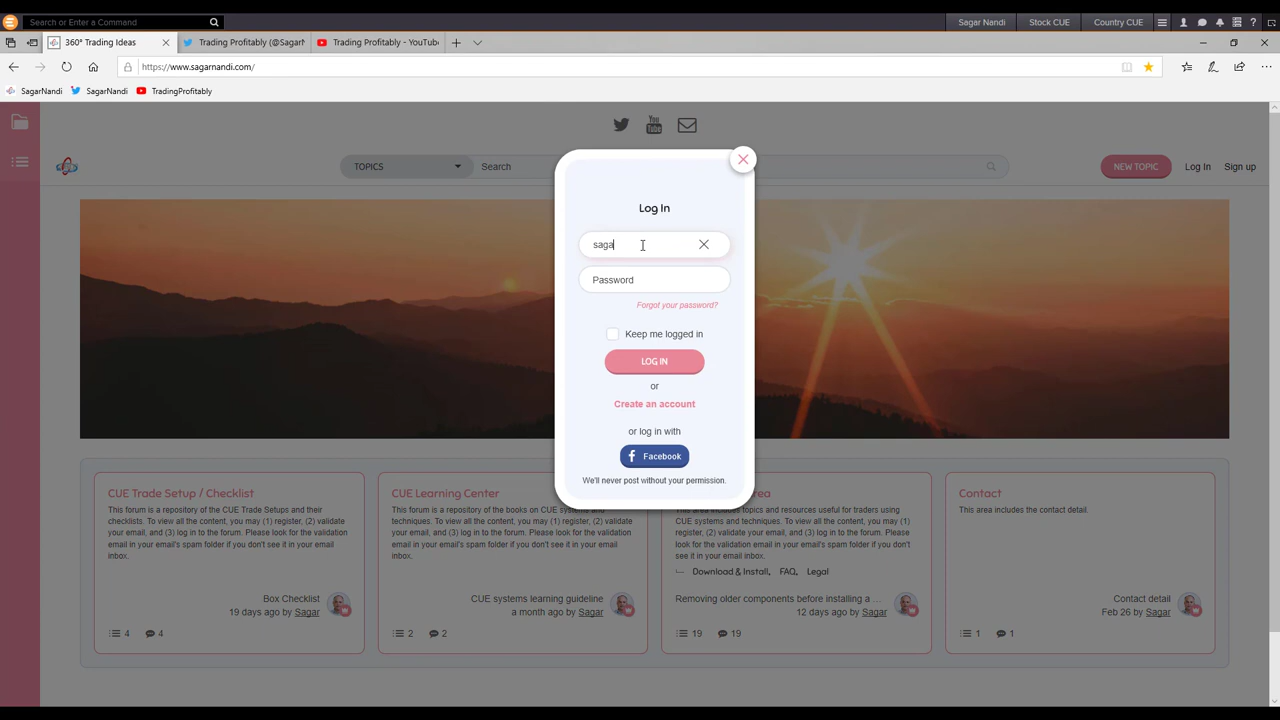 Search or Enter a Command
Sagar Nandi
Stock CUE
Country CUE
360° Trading Ideas
Trading Profitably (@SagarN
Trading Profitably - YouTub
https://www.sagarnandi.com/
SagarNandi
SagarNandi
TradingProfitably
You
Tube
TOPICS
Search
NEW TOPIC
Log In
Sign up
Log In
saga
Password
Forgot your password?
Keep me logged in
LOG IN
or
Create an account
or log in with
Facebook
We'll never post without your permission.
CUE Trade Setup / Checklist
This forum is a repository of the CUE Trade Setups and their
checklists. To view all the content, you may (1) register, (2) validate
your email, and (3) log in to the forum. Please look for the validation
email in your email's spam folder if you don't see it in your email
inbox.
Box Checklist
19 days ago by Sagar
4
4
CUE Learning Center
This forum is a repository of the books on CUE systems and
techniques. To view all the content, you may (1) register, (2) validate
your email, and (3) log in to the forum. Please look for the validation
email in your email's spam folder if you don't see it in your email
inbox.
CUE systems learning guideline
a month ago by Sagar
2
2
rea
This area includes topics and resources useful for traders using
CUE systems and techniques. To view all the content, you may (1)
register, (2) validate your email, and (3) log in to the forum. Please
look for the validation email in your email's spam folder if you don't
see it in your email inbox.
Download & Install,
FAQ,
Legal
Removing older components before installing a ...
12 days ago by Sagar
19
19
Contact
This area includes the contact detail.
Contact detail
Feb 26 by Sagar
1
1